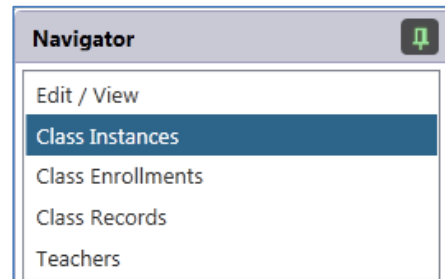 Navigator
Edit / View
Class Instances
Class Enrollments
Class Records
Teachers